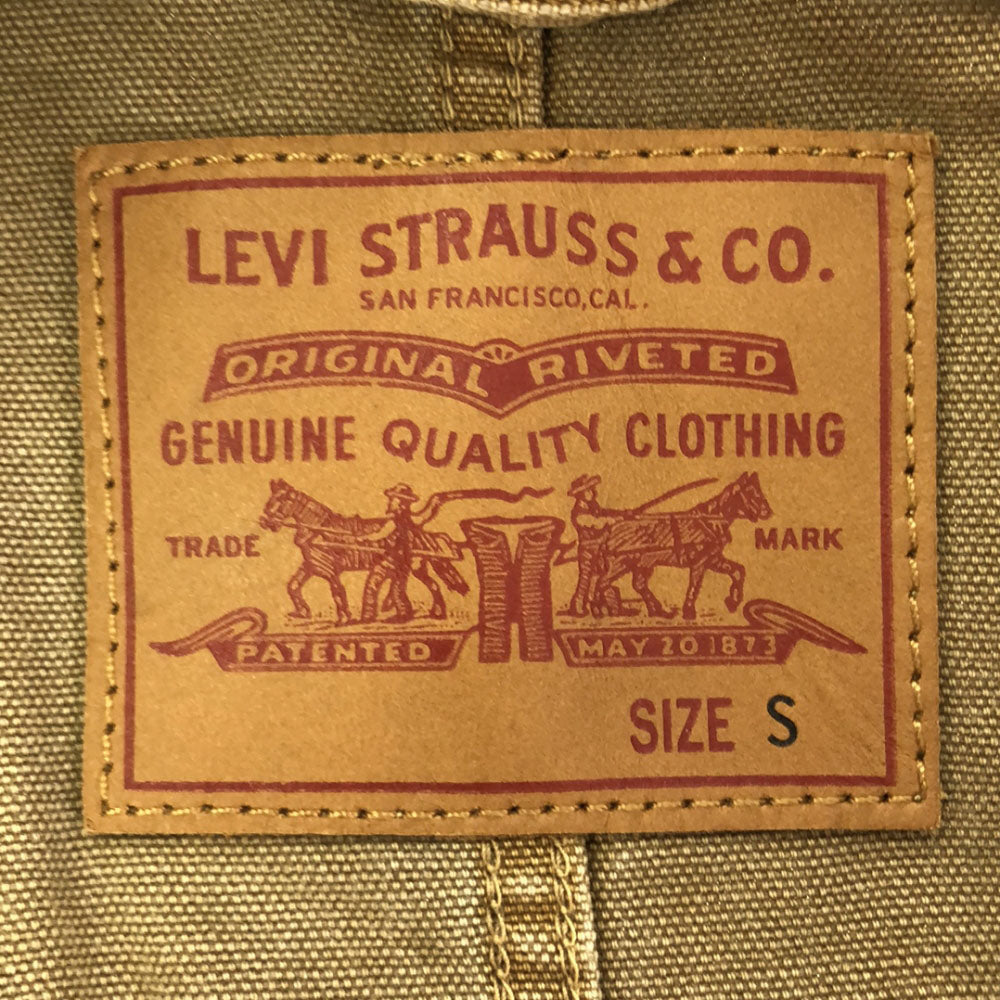 LEVI STRAUSS & CO.
SAN FRANCISCO, CAL.
ORIGINAL RIVETED
GENUINE QUALITY CLOTHING
TRADE MARK
PATENTED MAY 20 1873
SIZE S